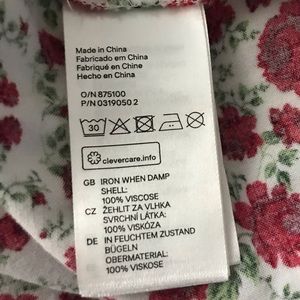 Made in China
Fabricado em China
Fabriqué en Chine
Hecho en China
O/N 875100
P/N 0319050 2
30
clevercare.info
GB IRON WHEN DAMP
SHELL:
100% VISCOSE
CZ ŽEHLIT ZA VLHKA
SVRCHNÍ LÁTKA:
100% VISKÓZA
DE IN FEUCHTEM ZUSTAND
BÜGELN
OBERMATERIAL:
100% VISKOSE